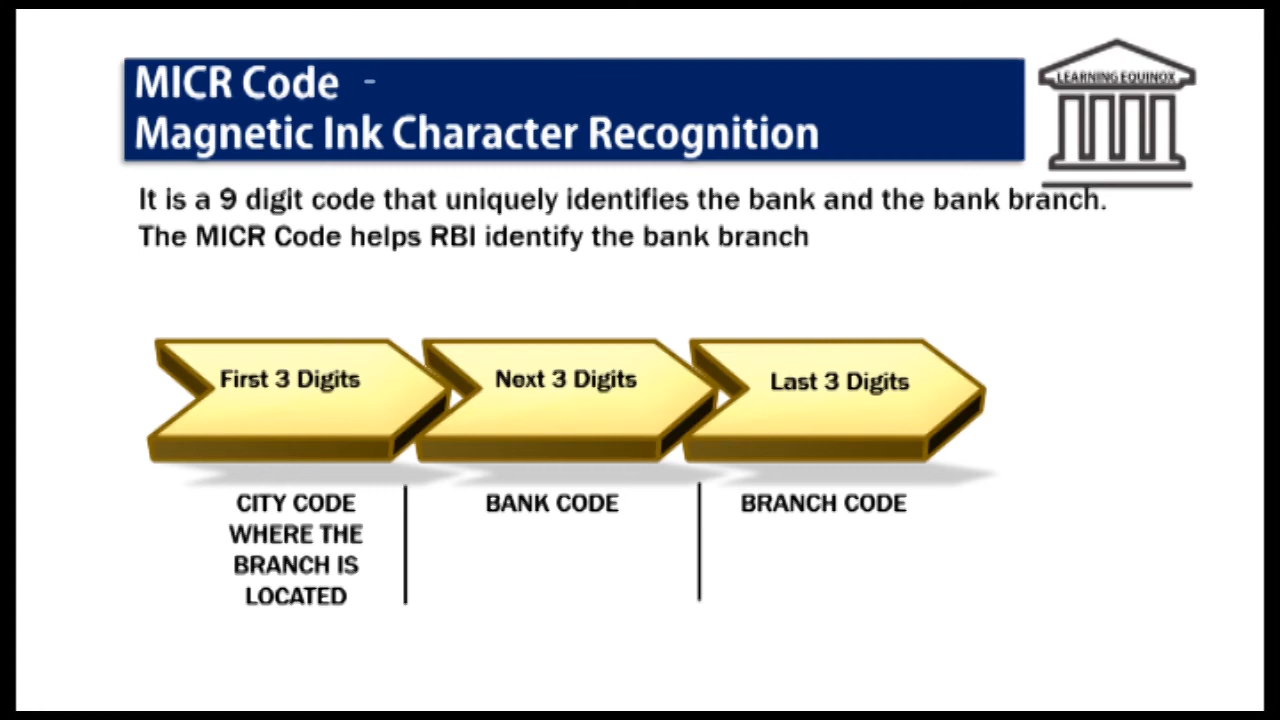 MICR Code -
Magnetic Ink Character Recognition
LEARNING EQUINOX
It is a 9 digit code that uniquely identifies the bank and the bank branch.
The MICR Code helps RBI identify the bank branch
First 3 Digits
Next 3 Digits
Last 3 Digits
CITY CODE
WHERE THE
BRANCH IS
LOCATED
BANK CODE
BRANCH CODE